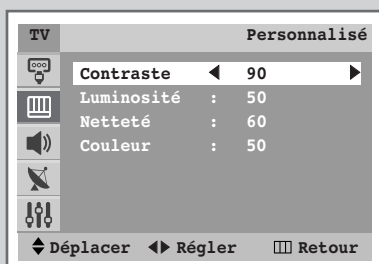 TV Personnalisé
Contraste ◀ 90 ▶
Luminosité : 50
Netteté : 60
Couleur : 50
Déplacer Régler Retour